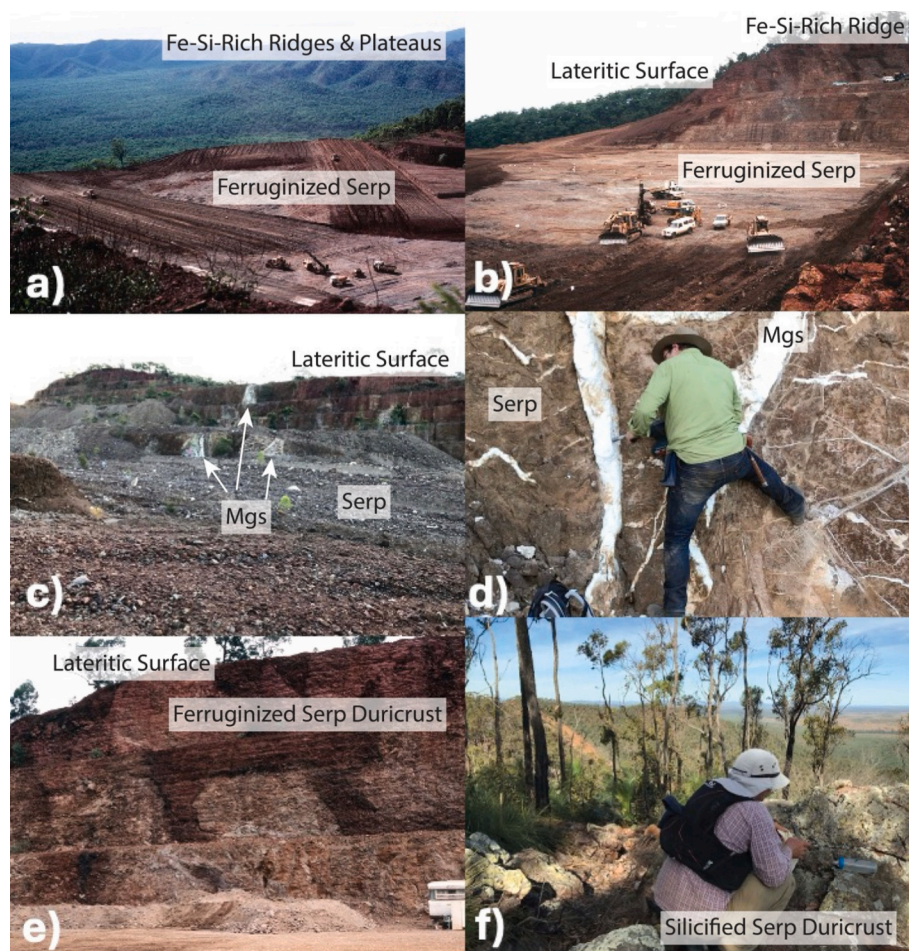 Fe-Si-Rich Ridges & Plateaus
Ferruginized Serp
a)
Fe-Si-Rich Ridge
Lateritic Surface
Ferruginized Serp
b)
Lateritic Surface
Mgs
Serp
c)
Mgs
Serp
d)
Lateritic Surface
Ferruginized Serp Duricrust
e)
f)
Silicified Serp Duricrust